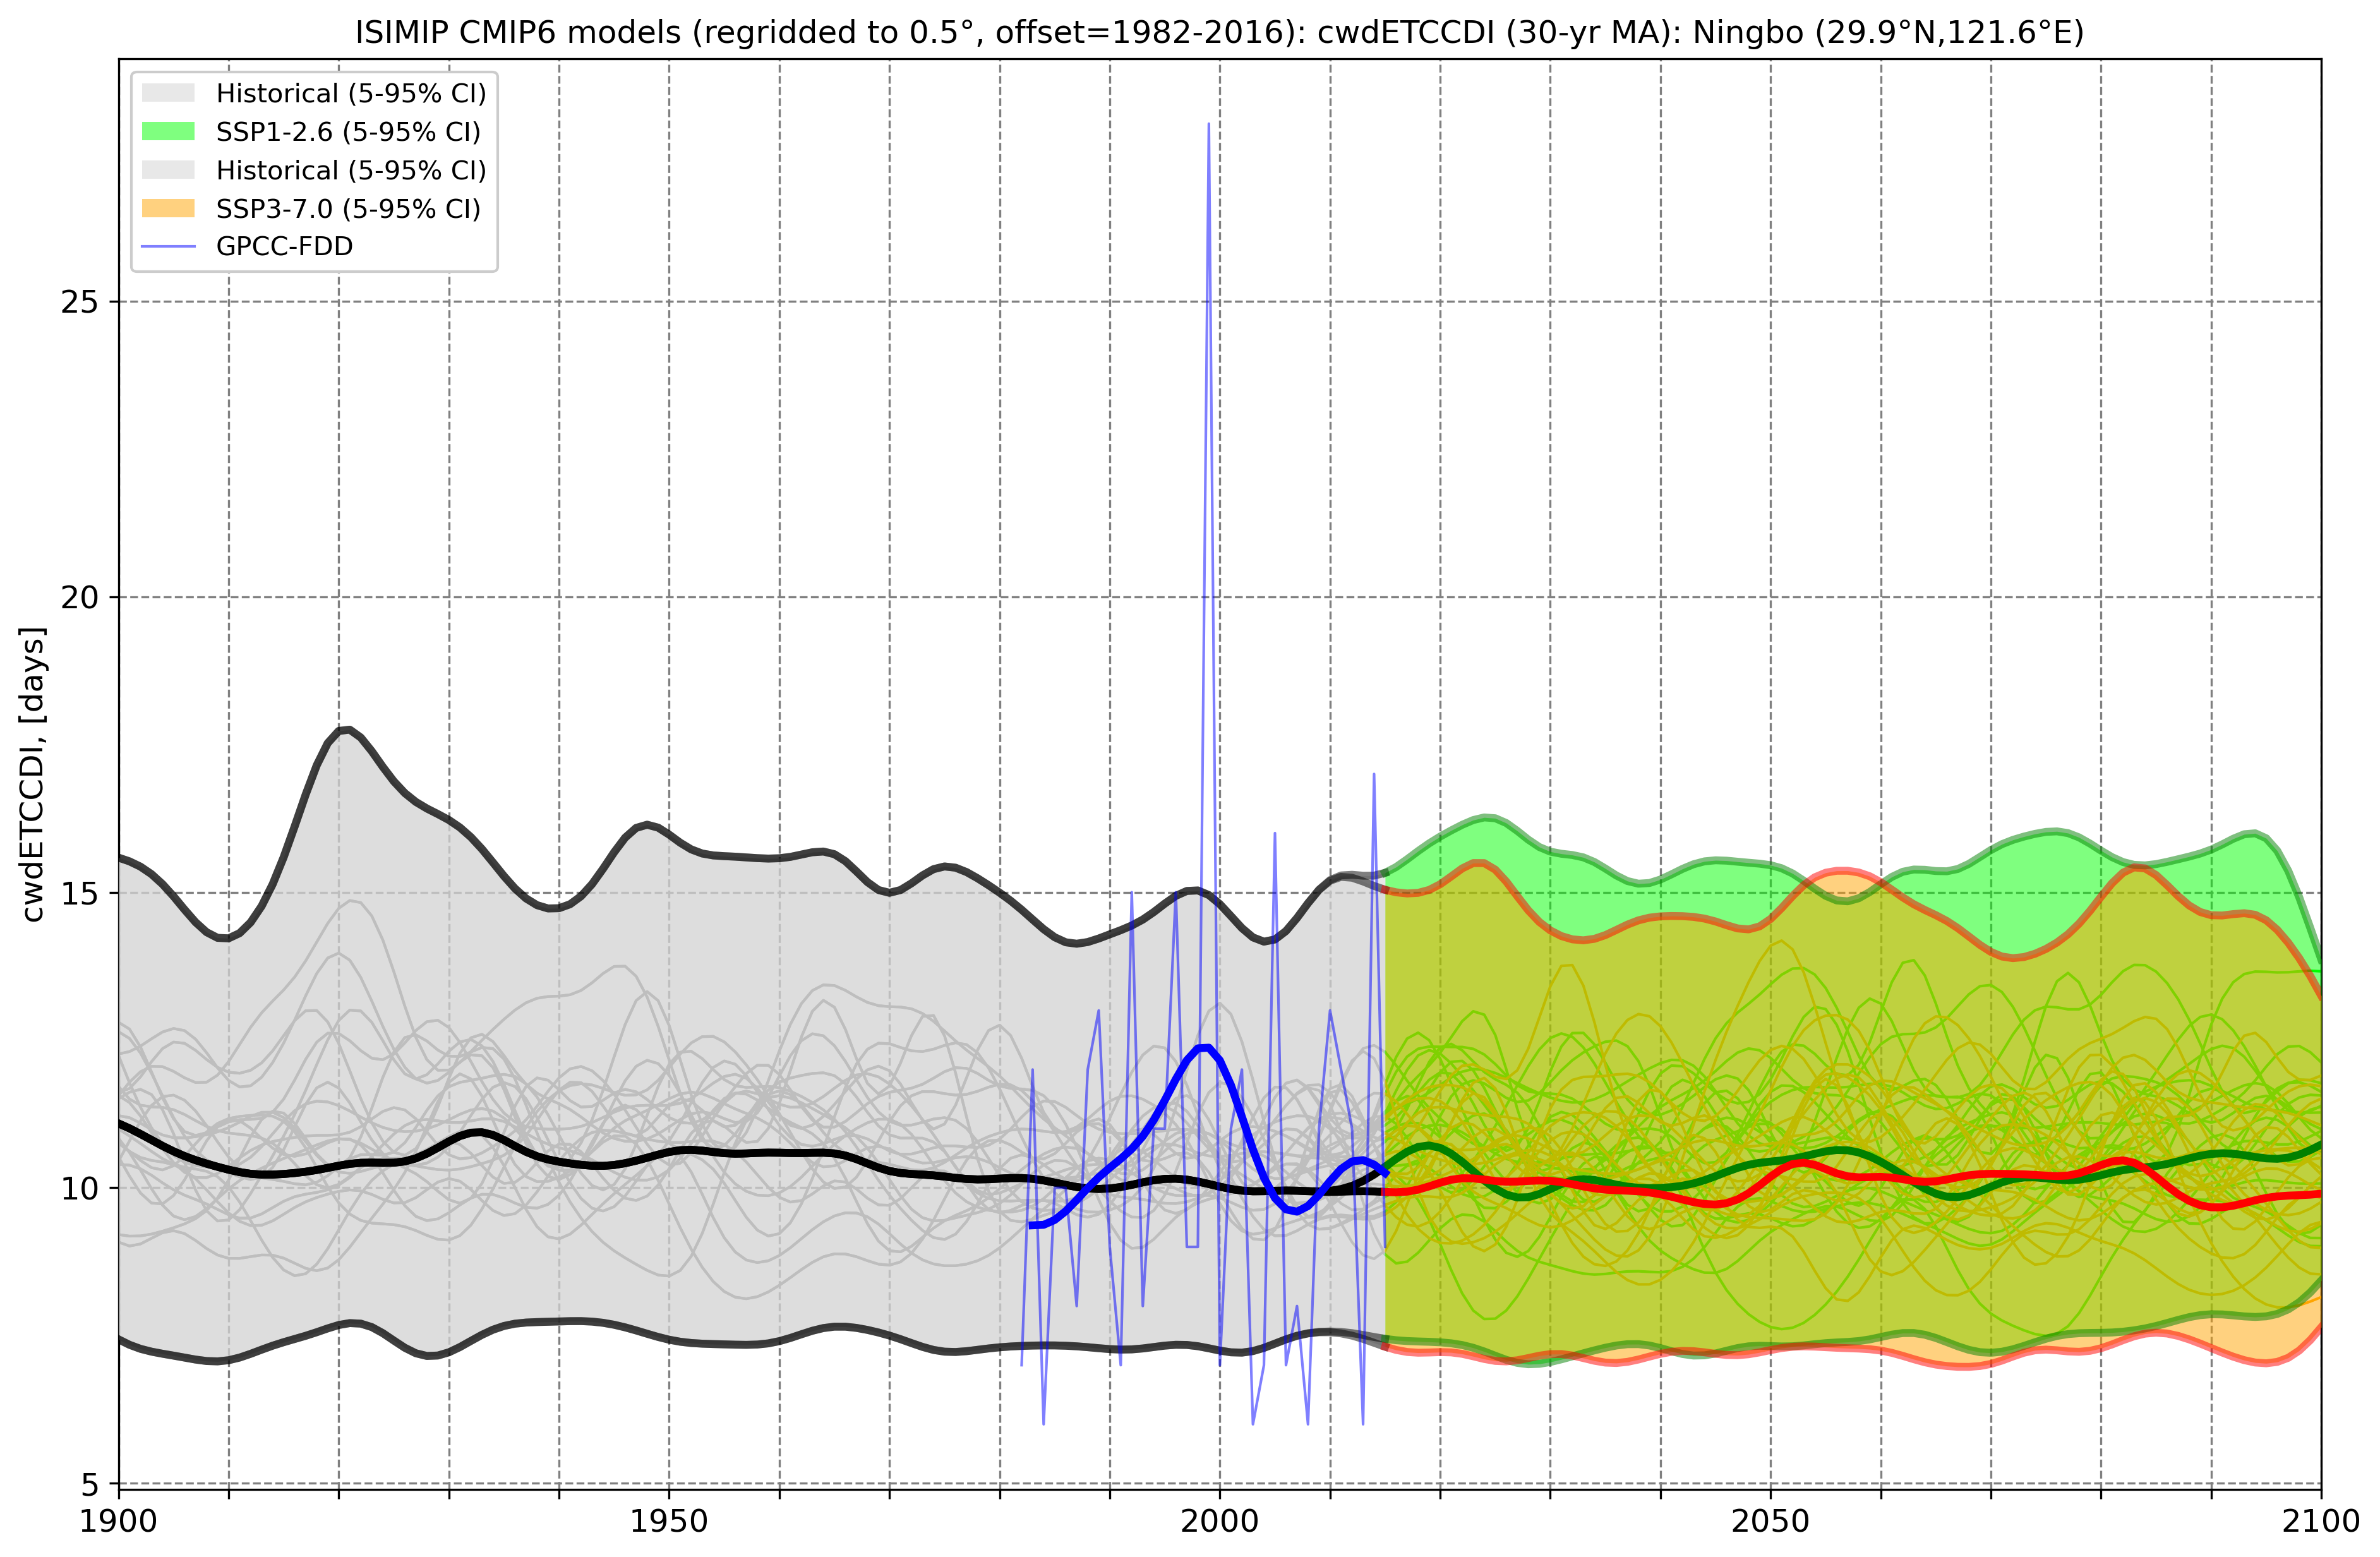 ISIMIP CMIP6 models (regridded to 0.5°, offset=1982-2016): cwdETCCDI (30-yr MA): Ningbo (29.9°N,121.6°E)
Historical (5-95% CI)
SSP1-2.6 (5-95% CI)
Historical (5-95% CI)
SSP3-7.0 (5-95% CI)
GPCC-FDD
cwdETCCDI, [days]
25
20
15
10
5
1900 1950 2000 2050 2100